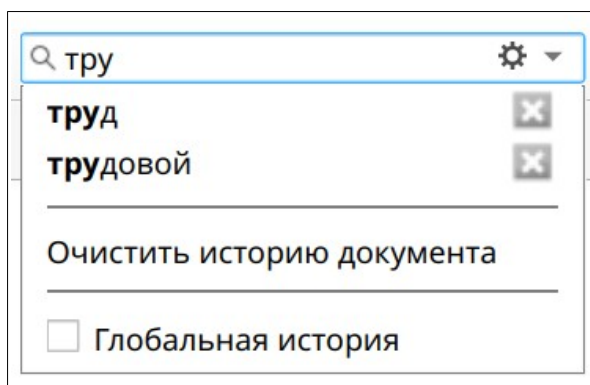 тру
труд
трудовой
Очистить историю документа
Глобальная история